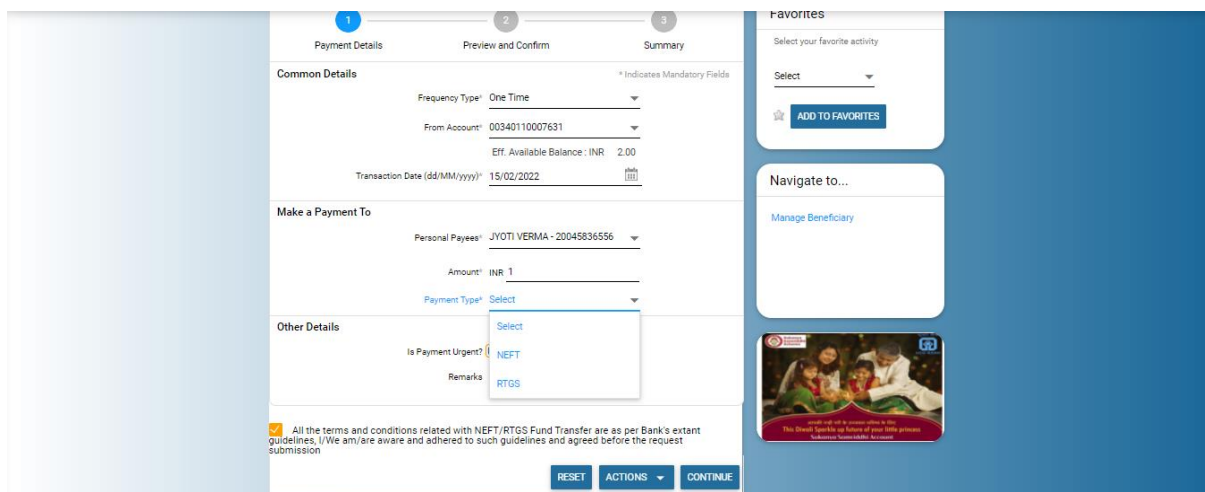 1
2
3
Payment Details
Preview and Confirm
Summary
Common Details
* Indicates Mandatory Fields
Frequency Type* One Time
From Account* 00340110007631
Eff. Available Balance : INR 2.00
Transaction Date (dd/MM/yyyy)* 15/02/2022
Make a Payment To
Personal Payees* JYOTI VERMA - 20045836556
Amount* INR 1
Payment Type* Select
Select
NEFT
RTGS
Other Details
Is Payment Urgent?
Remarks
All the terms and conditions related with NEFT/RTGS Fund Transfer are as per Bank's extant
guidelines, I/We am/are aware and adhered to such guidelines and agreed before the request
submission
RESET
ACTIONS
CONTINUE
Favorites
Select your favorite activity
Select
ADD TO FAVORITES
Navigate to...
Manage Beneficiary
This Diwali Sparkle up future of your little princess
Sukanya Samriddhi Account